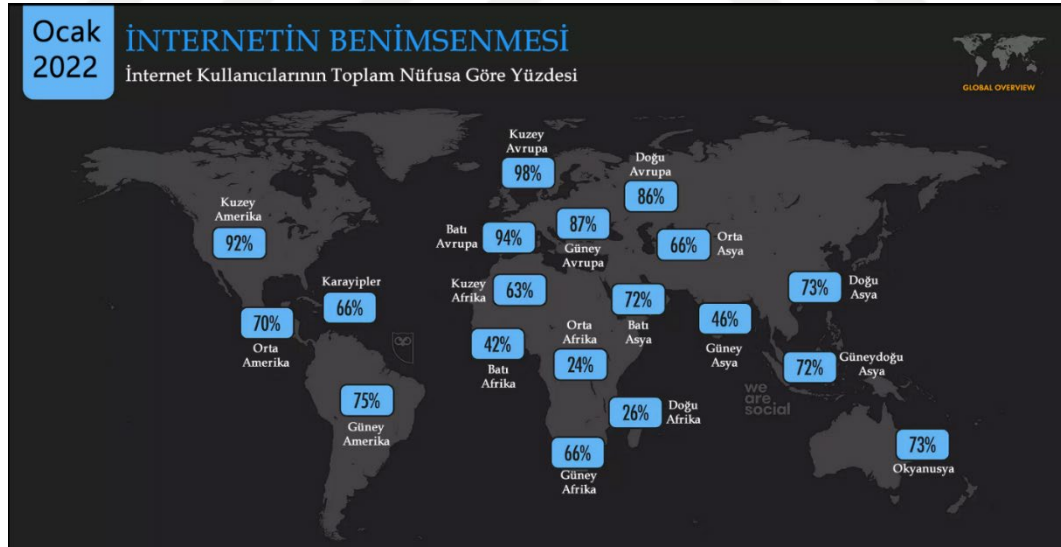 Ocak
2022
İNTERNETİN BENİMSENMESİ
İnternet Kullanıcılarının Toplam Nüfusa Göre Yüzdesi
GLOBAL OVERVIEW
Kuzey
Avrupa
98%
Doğu
Avrupa
86%
Kuzey
Amerika
92%
Batı
Avrupa
94%
87%
Güney
Avrupa
66%
Orta
Asya
Karayipler
66%
Kuzey
Afrika
63%
72%
Batı
Asya
46%
Güney
Asya
73%
Doğu
Asya
70%
Orta
Amerika
42%
Batı
Afrika
Orta
Afrika
24%
72%
Güneydoğu
Asya
we
are
social
75%
Güney
Amerika
26%
Doğu
Afrika
66%
Güney
Afrika
73%
Okyanusya